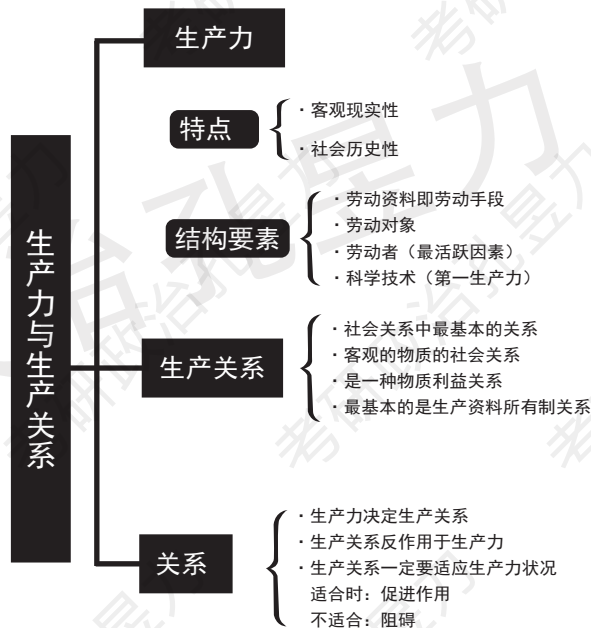 生产力与生产关系
生产力
特点
·客观现实性
·社会历史性
结构要素
·劳动资料即劳动手段
·劳动对象
·劳动者（最活跃因素）
·科学技术（第一生产力）
生产关系
·社会关系中最基本的关系
·客观的物质的社会关系
·是一种物质利益关系
·最基本的是生产资料所有制关系
关系
·生产力决定生产关系
·生产关系反作用于生产力
·生产关系一定要适应生产力状况
适合时：促进作用
不适合：阻碍